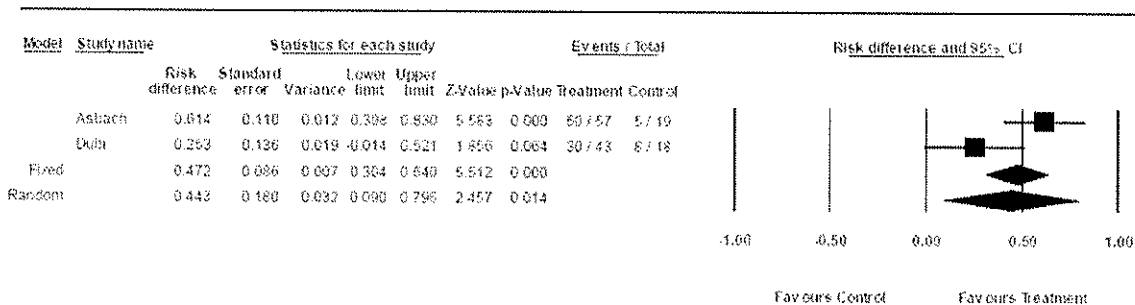 Model Study name Statistics for each study Events / Total Risk difference and 95% CI
Risk difference Standard error Variance Lower limit Upper limit Z-Value p-Value Treatment Control
Asbach 0.614 0.110 0.012 0.398 0.830 5.563 0.000 50 / 57 5 / 19
Duhi 0.253 0.136 0.019 -0.014 0.521 1.856 0.064 30 / 43 8 / 18
Fixed 0.472 0.086 0.007 0.304 0.640 5.512 0.000
Random 0.443 0.180 0.032 0.090 0.796 2.457 0.014
-1.00 -0.50 0.00 0.50 1.00
Favours Control Favours Treatment